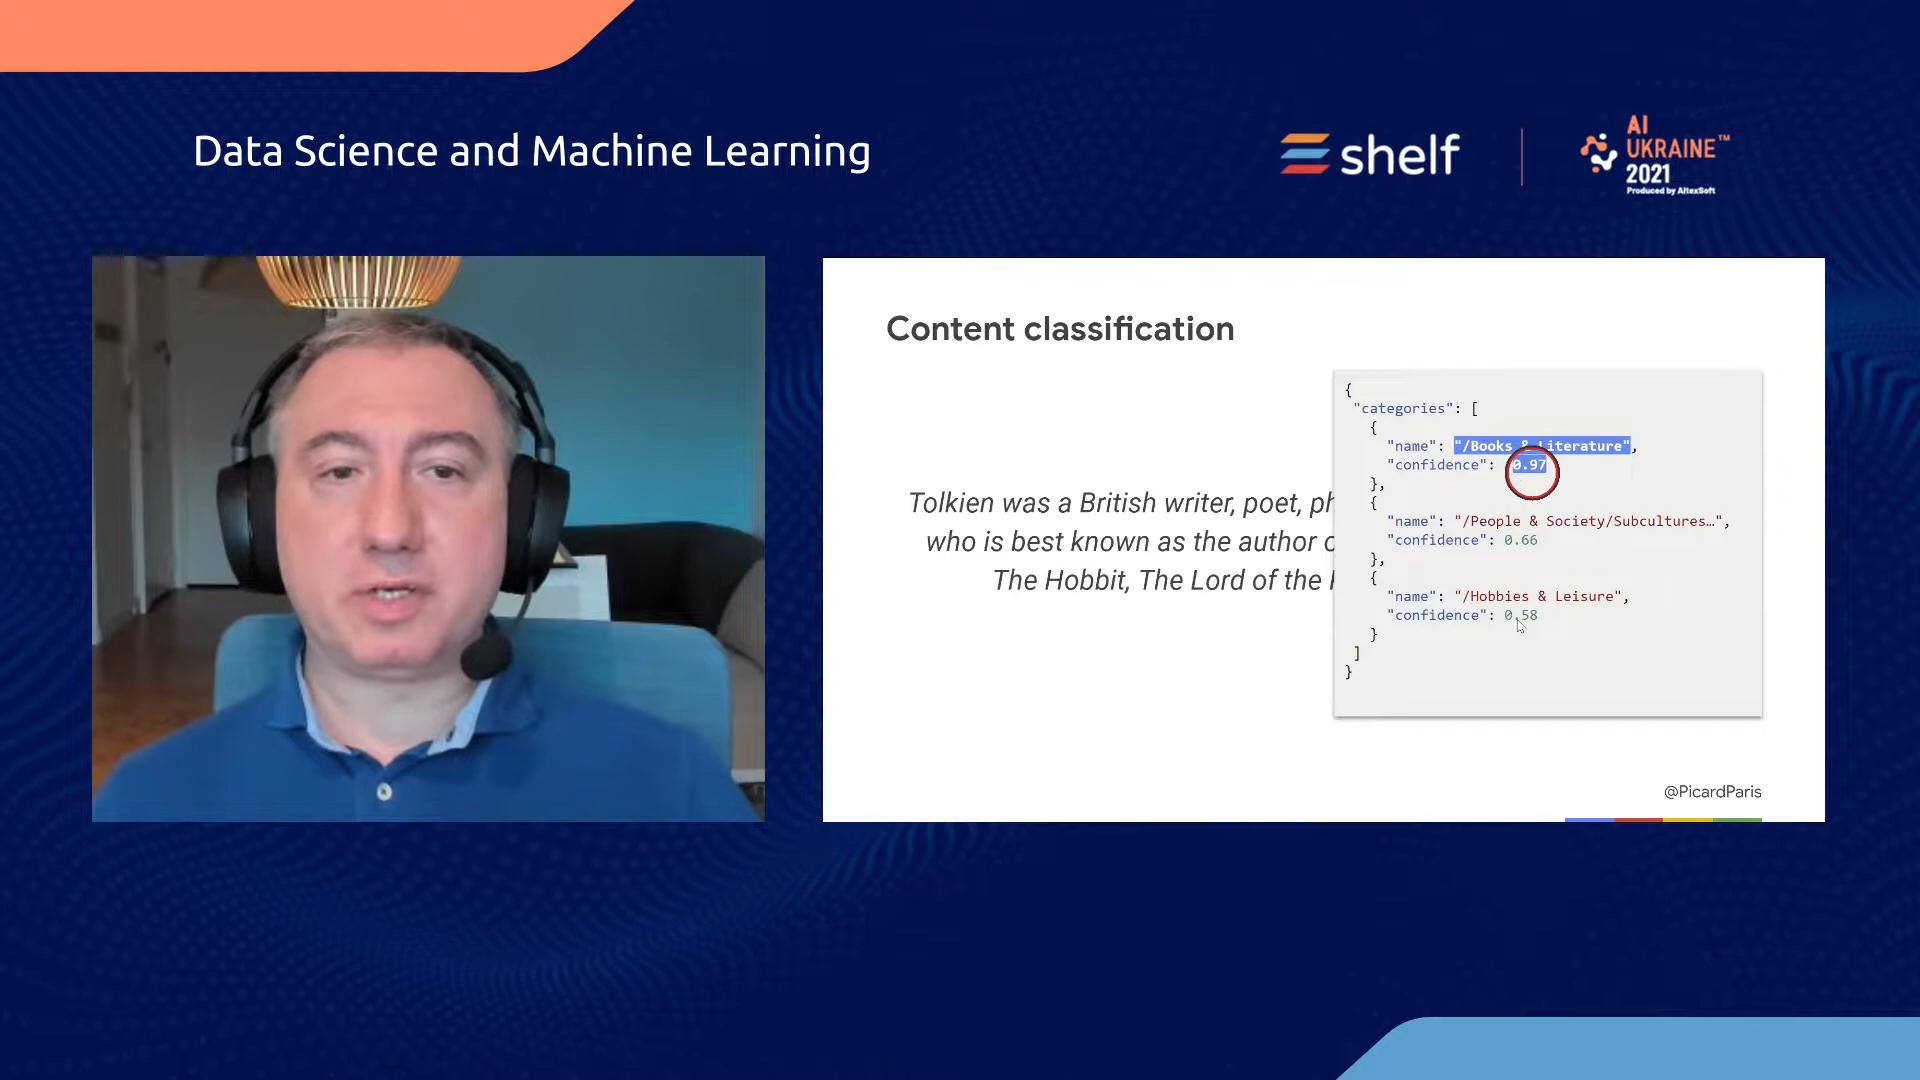 Data Science and Machine Learning
shelf
AI
UKRAINE™
2021
Produced by AltexSoft
Content classification
Tolkien was a British writer, poet,
who is best known as the author
The Hobbit, The Lord of the
{
"categories": [
{
"name": "/Books & Literature",
"confidence": 0.97
},
{
"name": "/People & Society/Subcultures…",
"confidence": 0.66
},
{
"name": "/Hobbies & Leisure",
"confidence": 0.58
}
]
}
@PicardParis